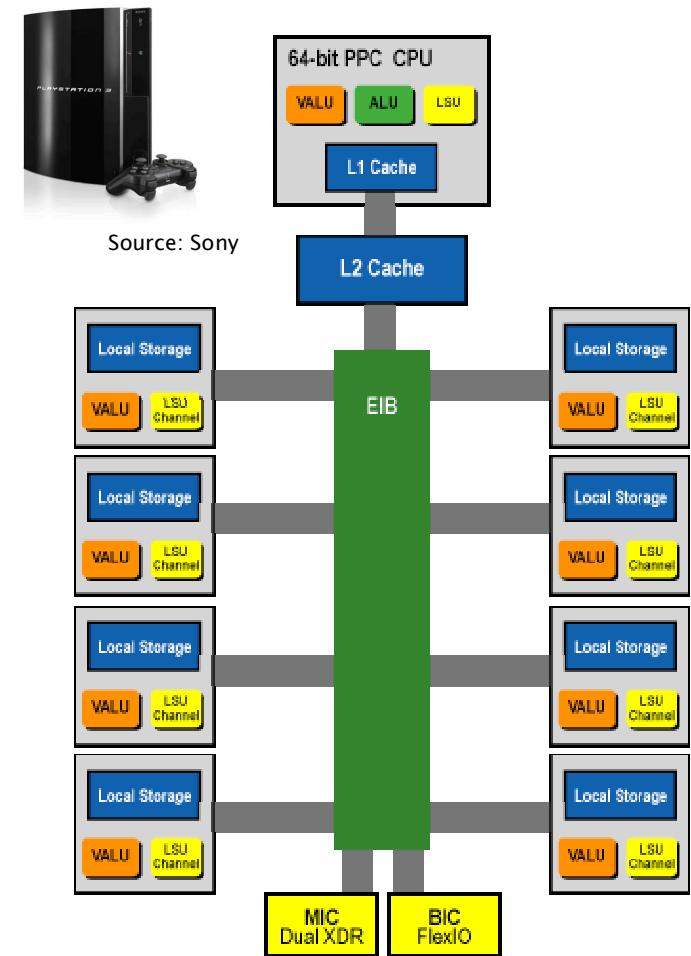 PLAYSTATION 3
Source: Sony
64-bit PPC CPU
VALU
ALU
LSU
L1 Cache
L2 Cache
EIB
Local Storage
VALU
LSU
Channel
Local Storage
VALU
LSU
Channel
Local Storage
VALU
LSU
Channel
Local Storage
VALU
LSU
Channel
Local Storage
VALU
LSU
Channel
Local Storage
VALU
LSU
Channel
Local Storage
VALU
LSU
Channel
Local Storage
VALU
LSU
Channel
MIC
Dual XDR
BIC
FlexIO